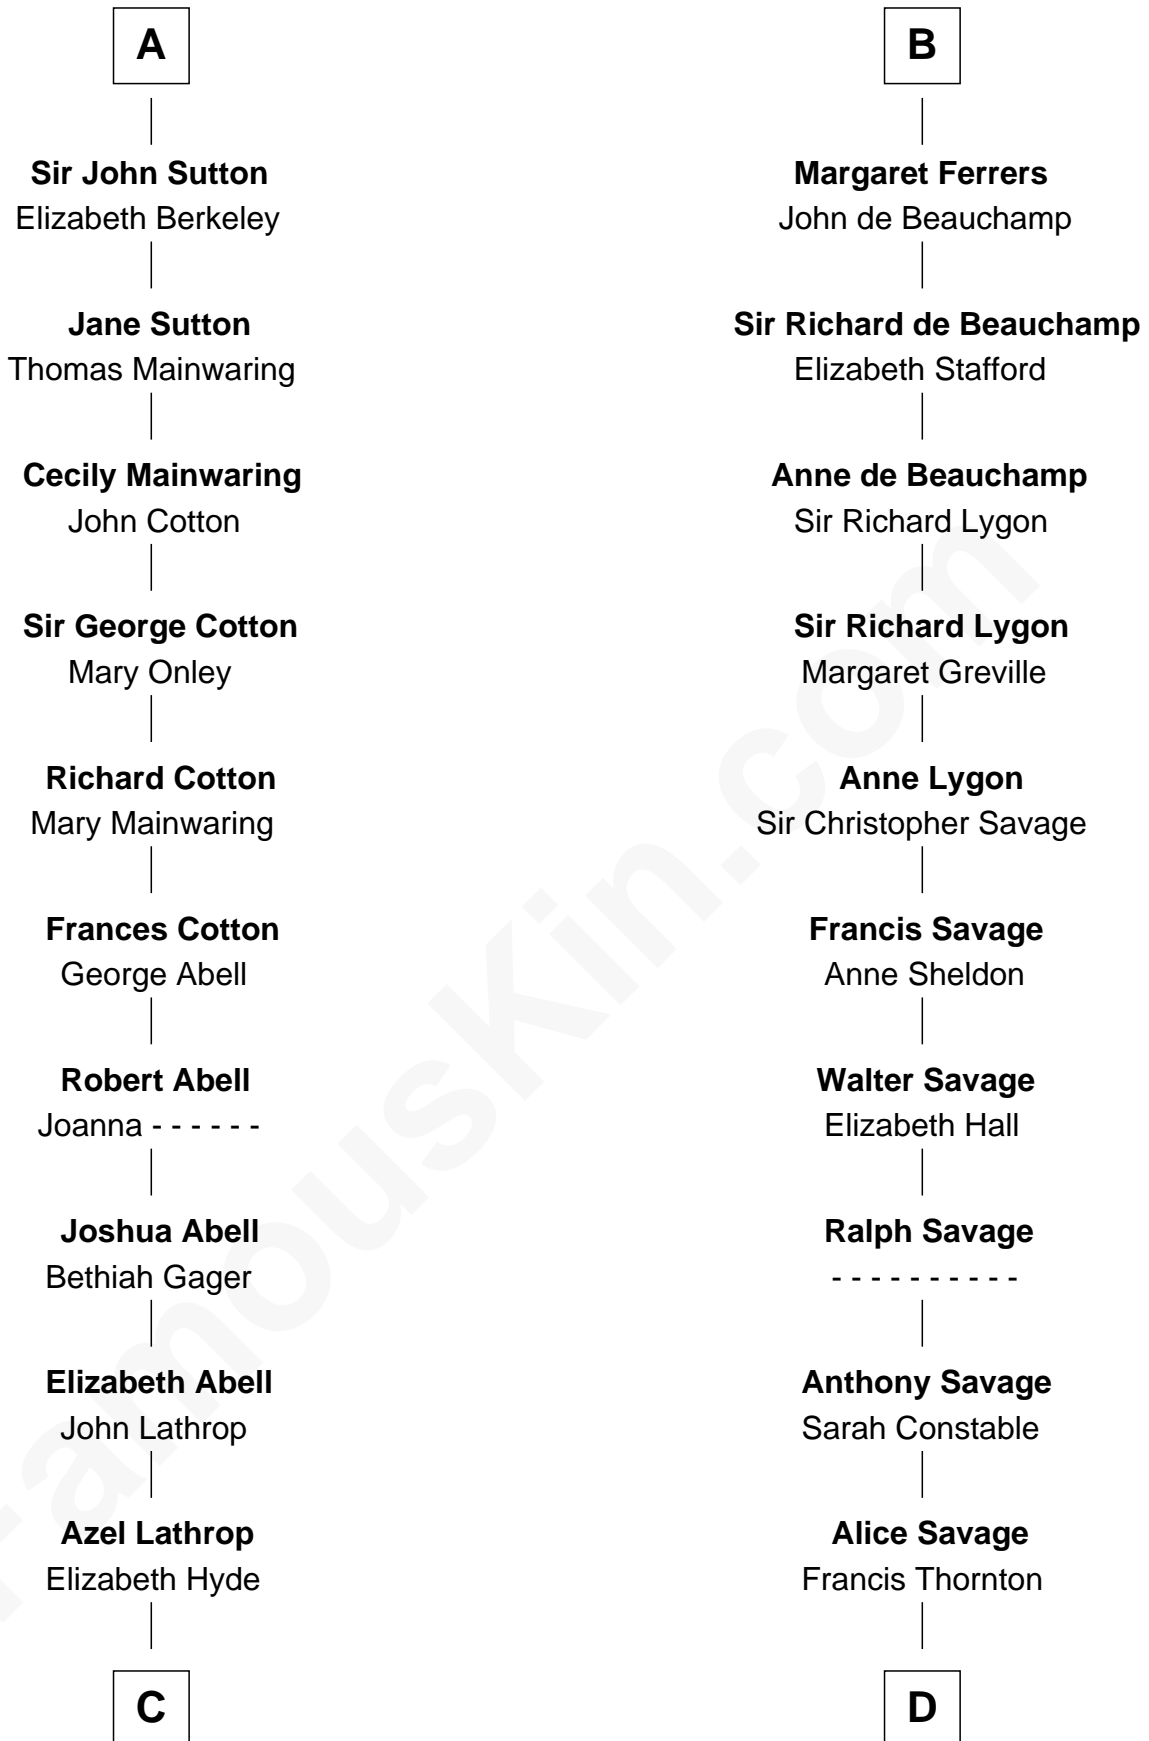 A
Sir John Sutton
Elizabeth Berkeley
Jane Sutton
Thomas Mainwaring
Cecily Mainwaring
John Cotton
Sir George Cotton
Mary Onley
Richard Cotton
Mary Mainwaring
Frances Cotton
George Abell
Robert Abell
Joanna - - - - - -
Joshua Abell
Bethiah Gager
Elizabeth Abell
John Lathrop
Azel Lathrop
Elizabeth Hyde
C
B
Margaret Ferrers
John de Beauchamp
Sir Richard de Beauchamp
Elizabeth Stafford
Anne de Beauchamp
Sir Richard Lygon
Sir Richard Lygon
Margaret Greville
Anne Lygon
Sir Christopher Savage
Francis Savage
Anne Sheldon
Walter Savage
Elizabeth Hall
Ralph Savage
- - - - - - - - - -
Anthony Savage
Sarah Constable
Alice Savage
Francis Thornton
D
FamousKin.com